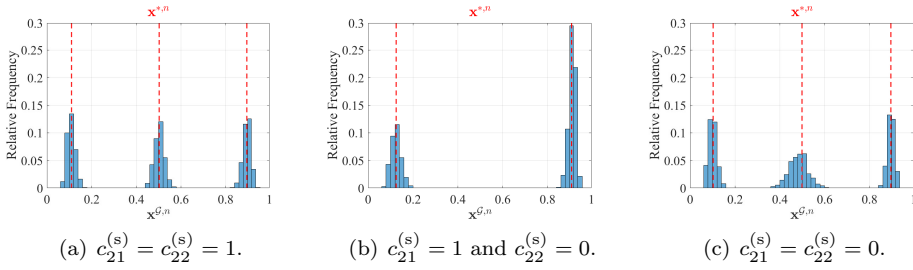 x*,n x*,n x*,n
0.3 0.3 0.3
0.25 0.25 0.25
0.2 0.2 0.2
0.15 0.15 0.15
0.1 0.1 0.1
0.05 0.05 0.05
0 0 0
Relative Frequency Relative Frequency Relative Frequency
0 0.2 0.4 0.6 0.8 1 0 0.2 0.4 0.6 0.8 1 0 0.2 0.4 0.6 0.8 1
x𝒢,n x𝒢,n x𝒢,n
(a) c₂₁⁽ˢ⁾ = c₂₂⁽ˢ⁾ = 1. (b) c₂₁⁽ˢ⁾ = 1 and c₂₂⁽ˢ⁾ = 0. (c) c₂₁⁽ˢ⁾ = c₂₂⁽ˢ⁾ = 0.